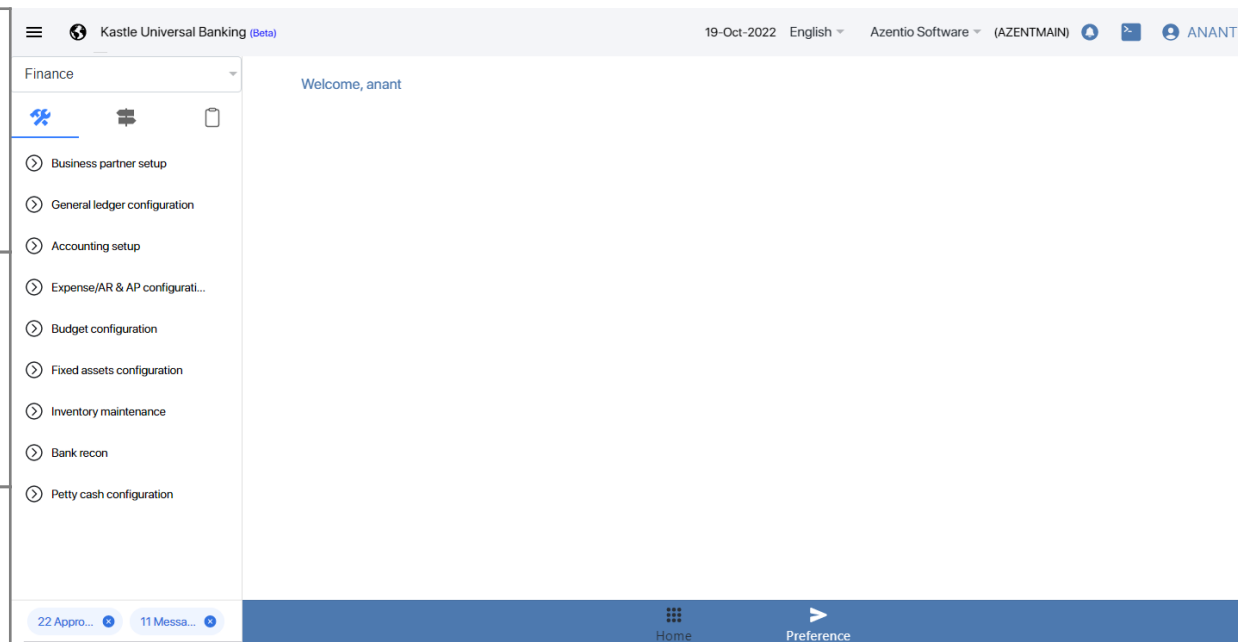 Kastle Universal Banking (Beta)
19-Oct-2022 English Azentio Software (AZENTMAIN) ANANT
Finance
Welcome, anant
Business partner setup
General ledger configuration
Accounting setup
Expense/AR & AP configurati...
Budget configuration
Fixed assets configuration
Inventory maintenance
Bank recon
Petty cash configuration
22 Appro... 11 Messa...
Home Preference